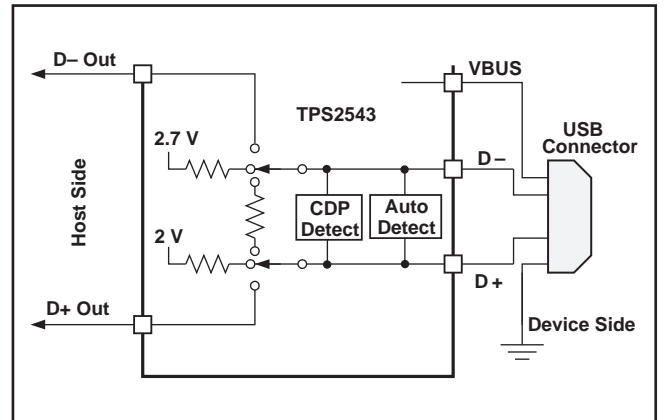 D– Out
VBUS
TPS2543
USB
Connector
2.7 V
D–
Host Side
CDP
Detect
Auto
Detect
2 V
D+
D+ Out
Device Side